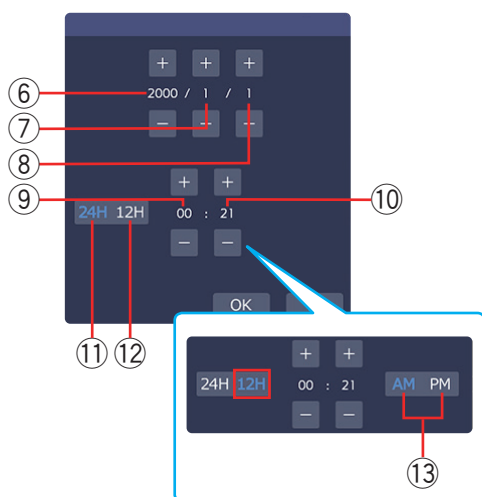 + + +
⑥ 2000 / 1 / 1
⑦ − − −
⑧
⑨ + + ⑩
24H 12H 00 : 21
− −
OK
⑪ ⑫
+ +
24H 12H 00 : 21 AM PM
− −
⑬